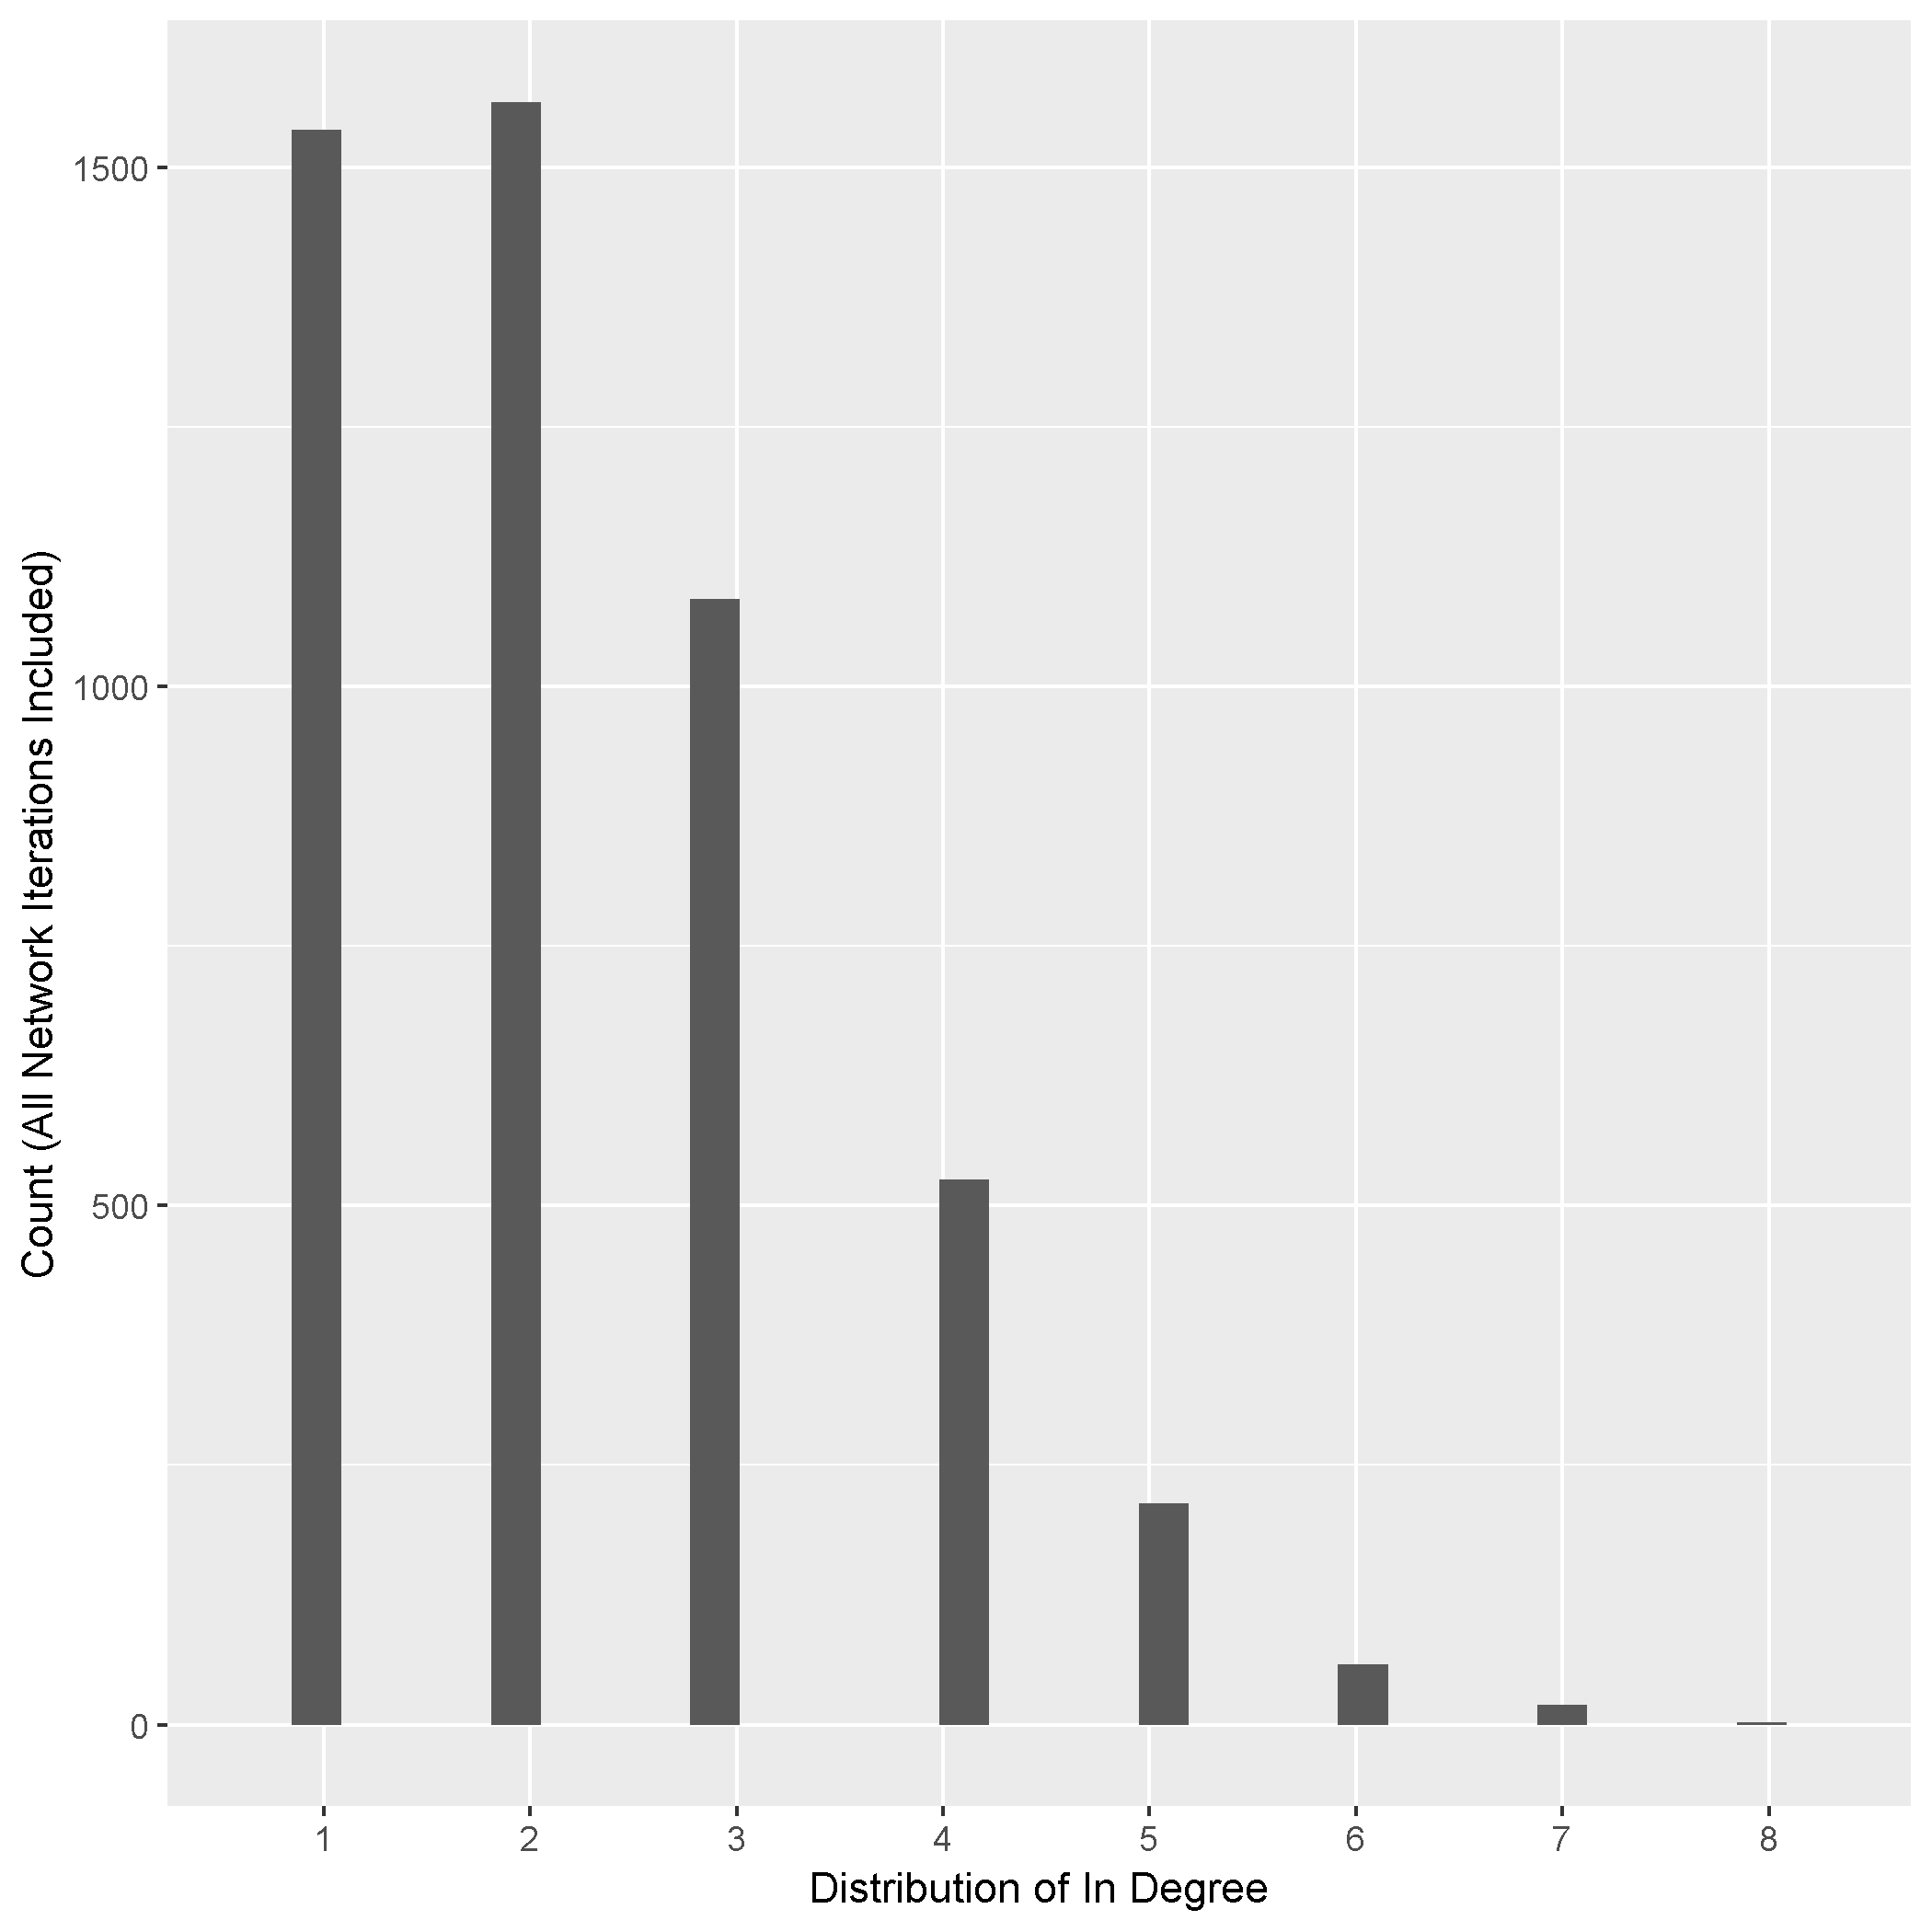 Count (All Network Iterations Included)
1500
1000
500
0
1 2 3 4 5 6 7 8
Distribution of In Degree